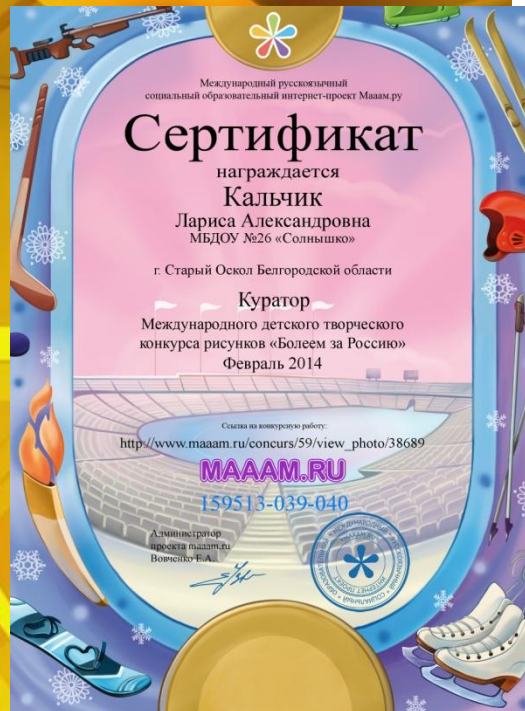 Международный русскоязычный
социальный образовательный интернет-проект Мааам.ру
Сертификат
награждается
Кальчик
Лариса Александровна
МБДОУ №26 «Солнышко»
г. Старый Оскол Белгородской области
Куратор
Международного детского творческого
конкурса рисунков «Болеем за Россию»
Февраль 2014
Ссылка на конкурсную работу:
http://www.maaam.ru/concurs/59/view_photo/38689
MAAAM.RU
159513-039-040
Администратор
проекта maaam.ru
Вовченко Е.А.